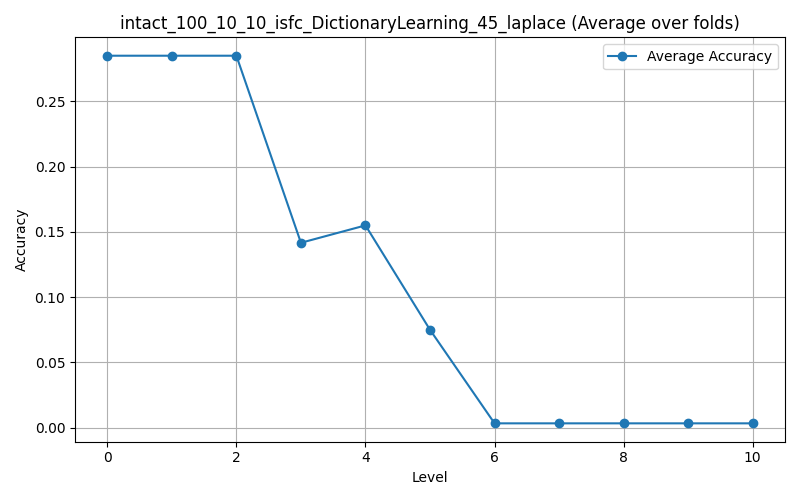 intact_100_10_10_isfc_DictionaryLearning_45_laplace (Average over folds)
Average Accuracy
Accuracy
0.25
0.20
0.15
0.10
0.05
0.00
0 2 4 6 8 10
Level